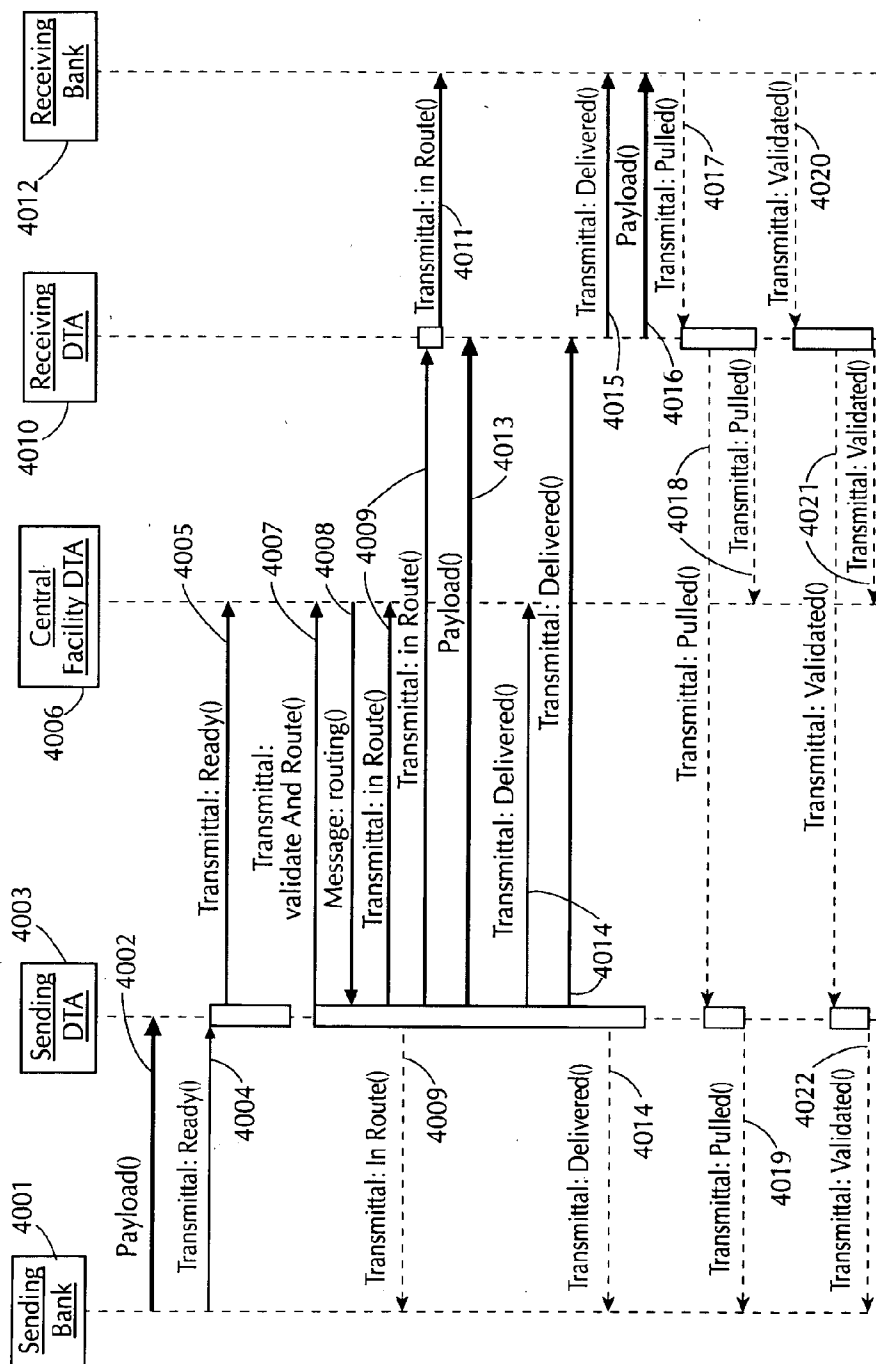 Sending
Bank
4001
Sending
DTA
4003
Central
Facility DTA
4006
Receiving
DTA
4010
Receiving
Bank
4012
Payload()
4002
Transmittal: Ready()
4004
Transmittal: Ready()
4005
Transmittal:
validate And Route()
4007
Message: routing()
4008
Transmittal: in Route()
4009
Transmittal: In Route()
4009
Transmittal: in Route()
Transmittal: in Route()
4011
Payload()
4013
Transmittal: Delivered()
Transmittal: Delivered()
4014
Transmittal: Delivered()
4014
Transmittal: Delivered()
4015
Payload()
4016
Transmittal: Pulled()
4017
Transmittal: Pulled()
4018
Transmittal: Pulled()
Transmittal: Pulled()
4019
Transmittal: Validated()
4020
Transmittal: Validated()
4021
Transmittal: Validated()
Transmittal: Validated()
4022